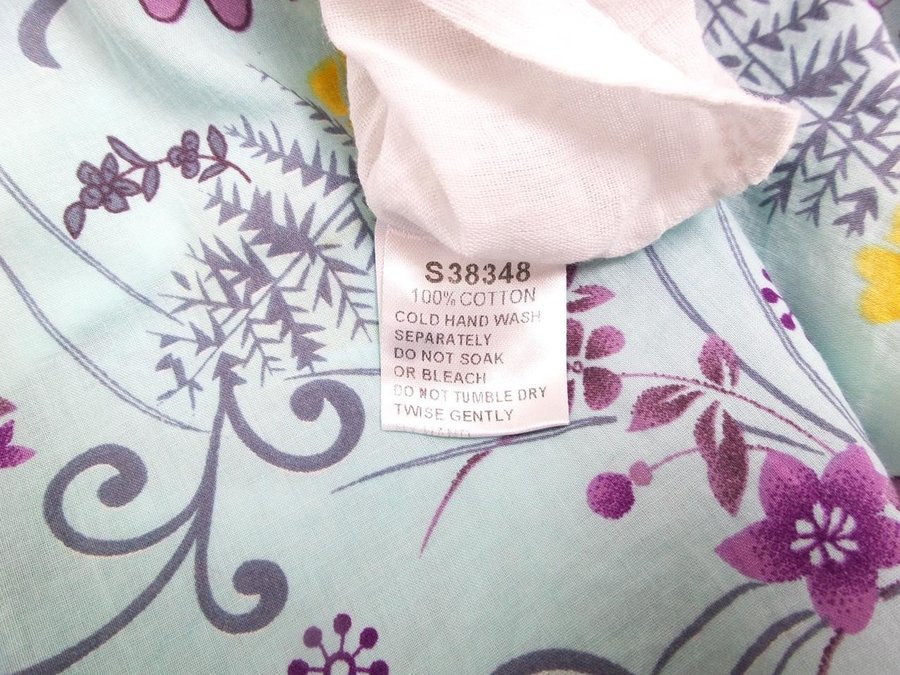 S38348
100% COTTON
COLD HAND WASH
SEPARATELY
DO NOT SOAK
OR BLEACH
DO NOT TUMBLE DRY
TWISE GENTLY